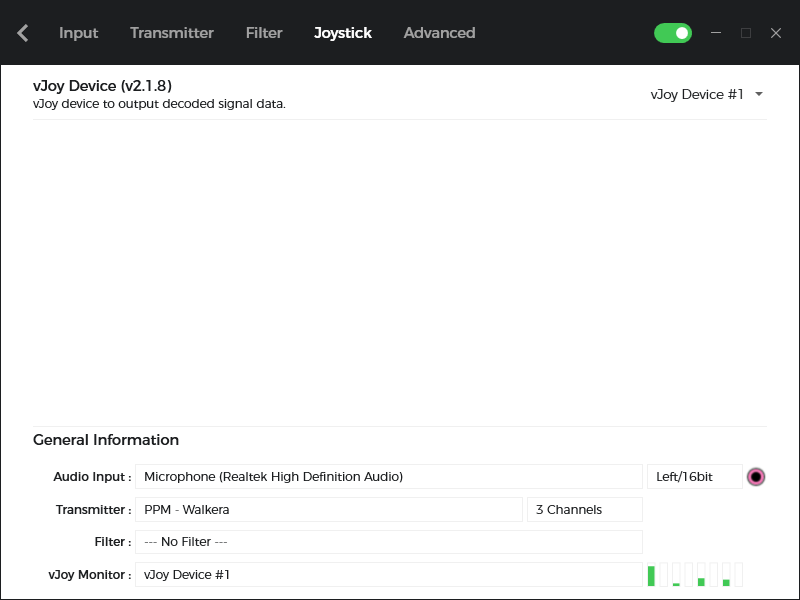 Input Transmitter Filter Joystick Advanced
vJoy Device (v2.1.8)
vJoy device to output decoded signal data.
vJoy Device #1
General Information
Audio Input : Microphone (Realtek High Definition Audio) Left/16bit
Transmitter : PPM - Walkera 3 Channels
Filter : --- No Filter ---
vJoy Monitor : vJoy Device #1